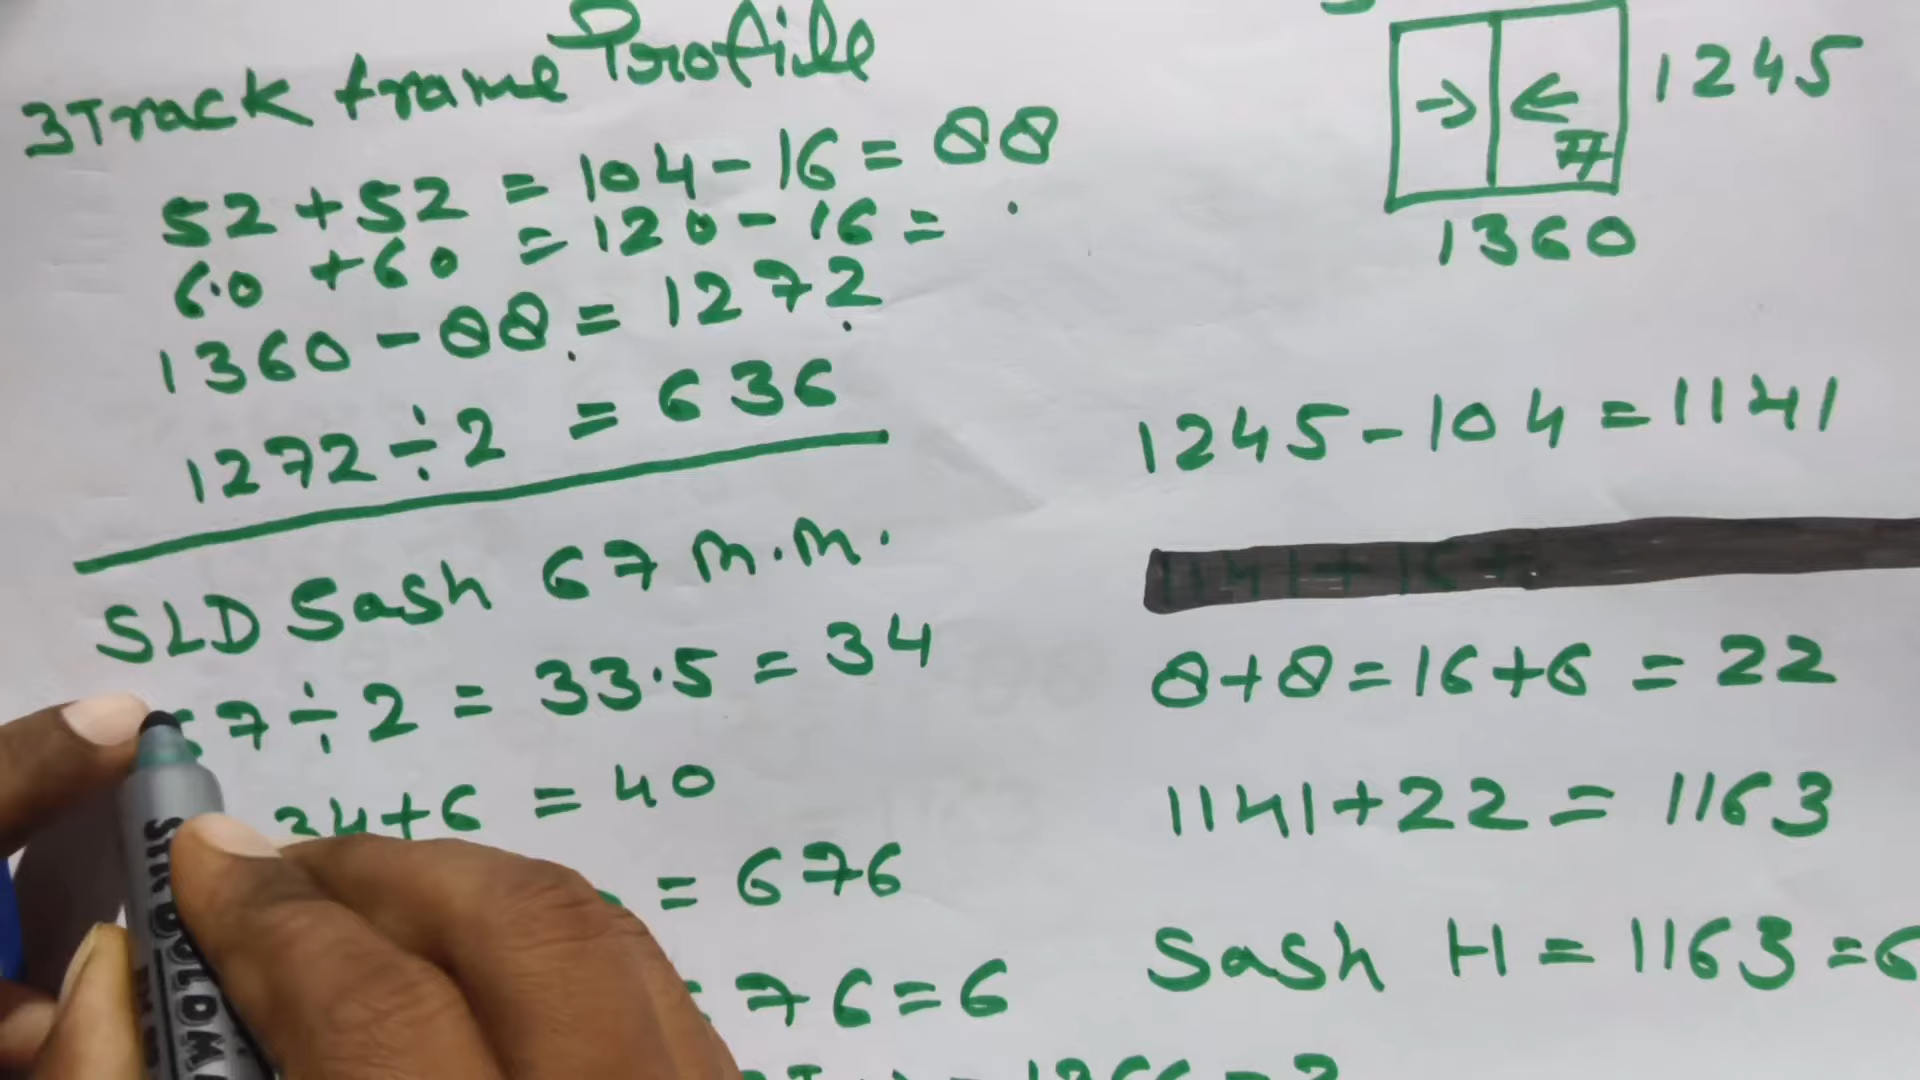 3Track frame Profile
52+52 = 104-16 = 88
60 +60 = 120-16 =
1360-88 = 1272
1272÷2 = 636
SLD Sash 67 m.m.
67÷2 = 33.5 = 34
34+6 = 40
= 676
= 76=6
1245
1360
1245-104=1141
8+8=16+6 = 22
1141+22 = 1163
Sash H = 1163 =6